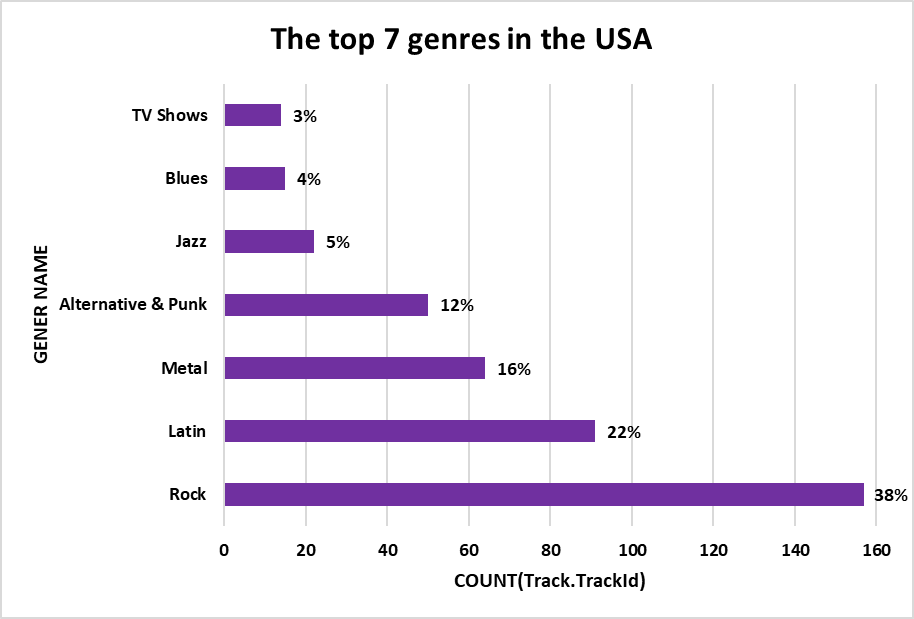 The top 7 genres in the USA
GENER NAME
TV Shows 3%
Blues 4%
Jazz 5%
Alternative & Punk 12%
Metal 16%
Latin 22%
Rock 38%
0 20 40 60 80 100 120 140 160
COUNT(Track.TrackId)